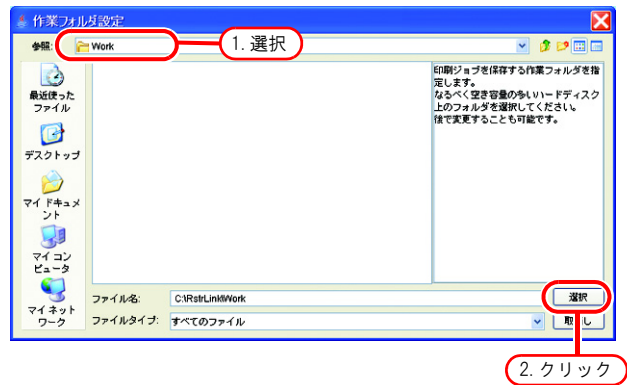 作業フォルダ設定
参照:
Work
1. 選択
最近使った
ファイル
デスクトップ
マイ ドキュメ
ント
マイ コン
ピュータ
マイ ネット
ワーク
印刷ジョブを保存する作業フォルダを指
定します。
なるべく空き容量の多いハードディスク
上のフォルダを選択してください。
後で変更することも可能です。
ファイル名:
C:\RstrLink\Work
選択
ファイルタイプ:
すべてのファイル
2. クリック